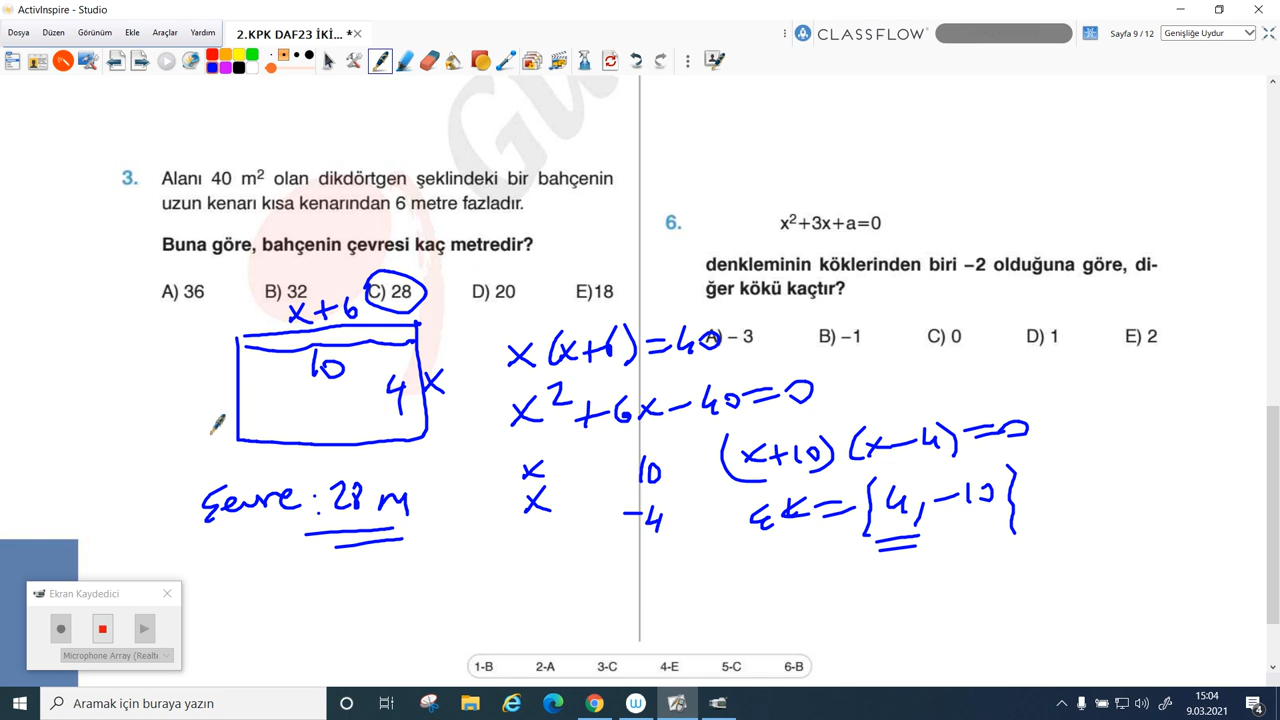 ActivInspire - Studio
Dosya Düzen Görünüm Ekle Araçlar Yardım
2.KPK DAF23 İKİ... *
CLASSFLOW
Sayfa 9 / 12
Genişliğe Uydur
3. Alanı 40 m² olan dikdörtgen şeklindeki bir bahçenin
uzun kenarı kısa kenarından 6 metre fazladır.
Buna göre, bahçenin çevresi kaç metredir?
A) 36 B) 32 C) 28 D) 20 E)18
x+6
10
4 x
Çevre : 28 m
x(x+6)=40
x²+6x-40=0
x 10
x -4
(x+10)(x-4)=0
ÇK={4,-10}
6. x²+3x+a=0
denkleminin köklerinden biri –2 olduğuna göre, di-
ğer kökü kaçtır?
A) – 3 B) –1 C) 0 D) 1 E) 2
1-B 2-A 3-C 4-E 5-C 6-B
Ekran Kaydedici
Microphone Array (Realt
Aramak için buraya yazın
15:04
9.03.2021
4